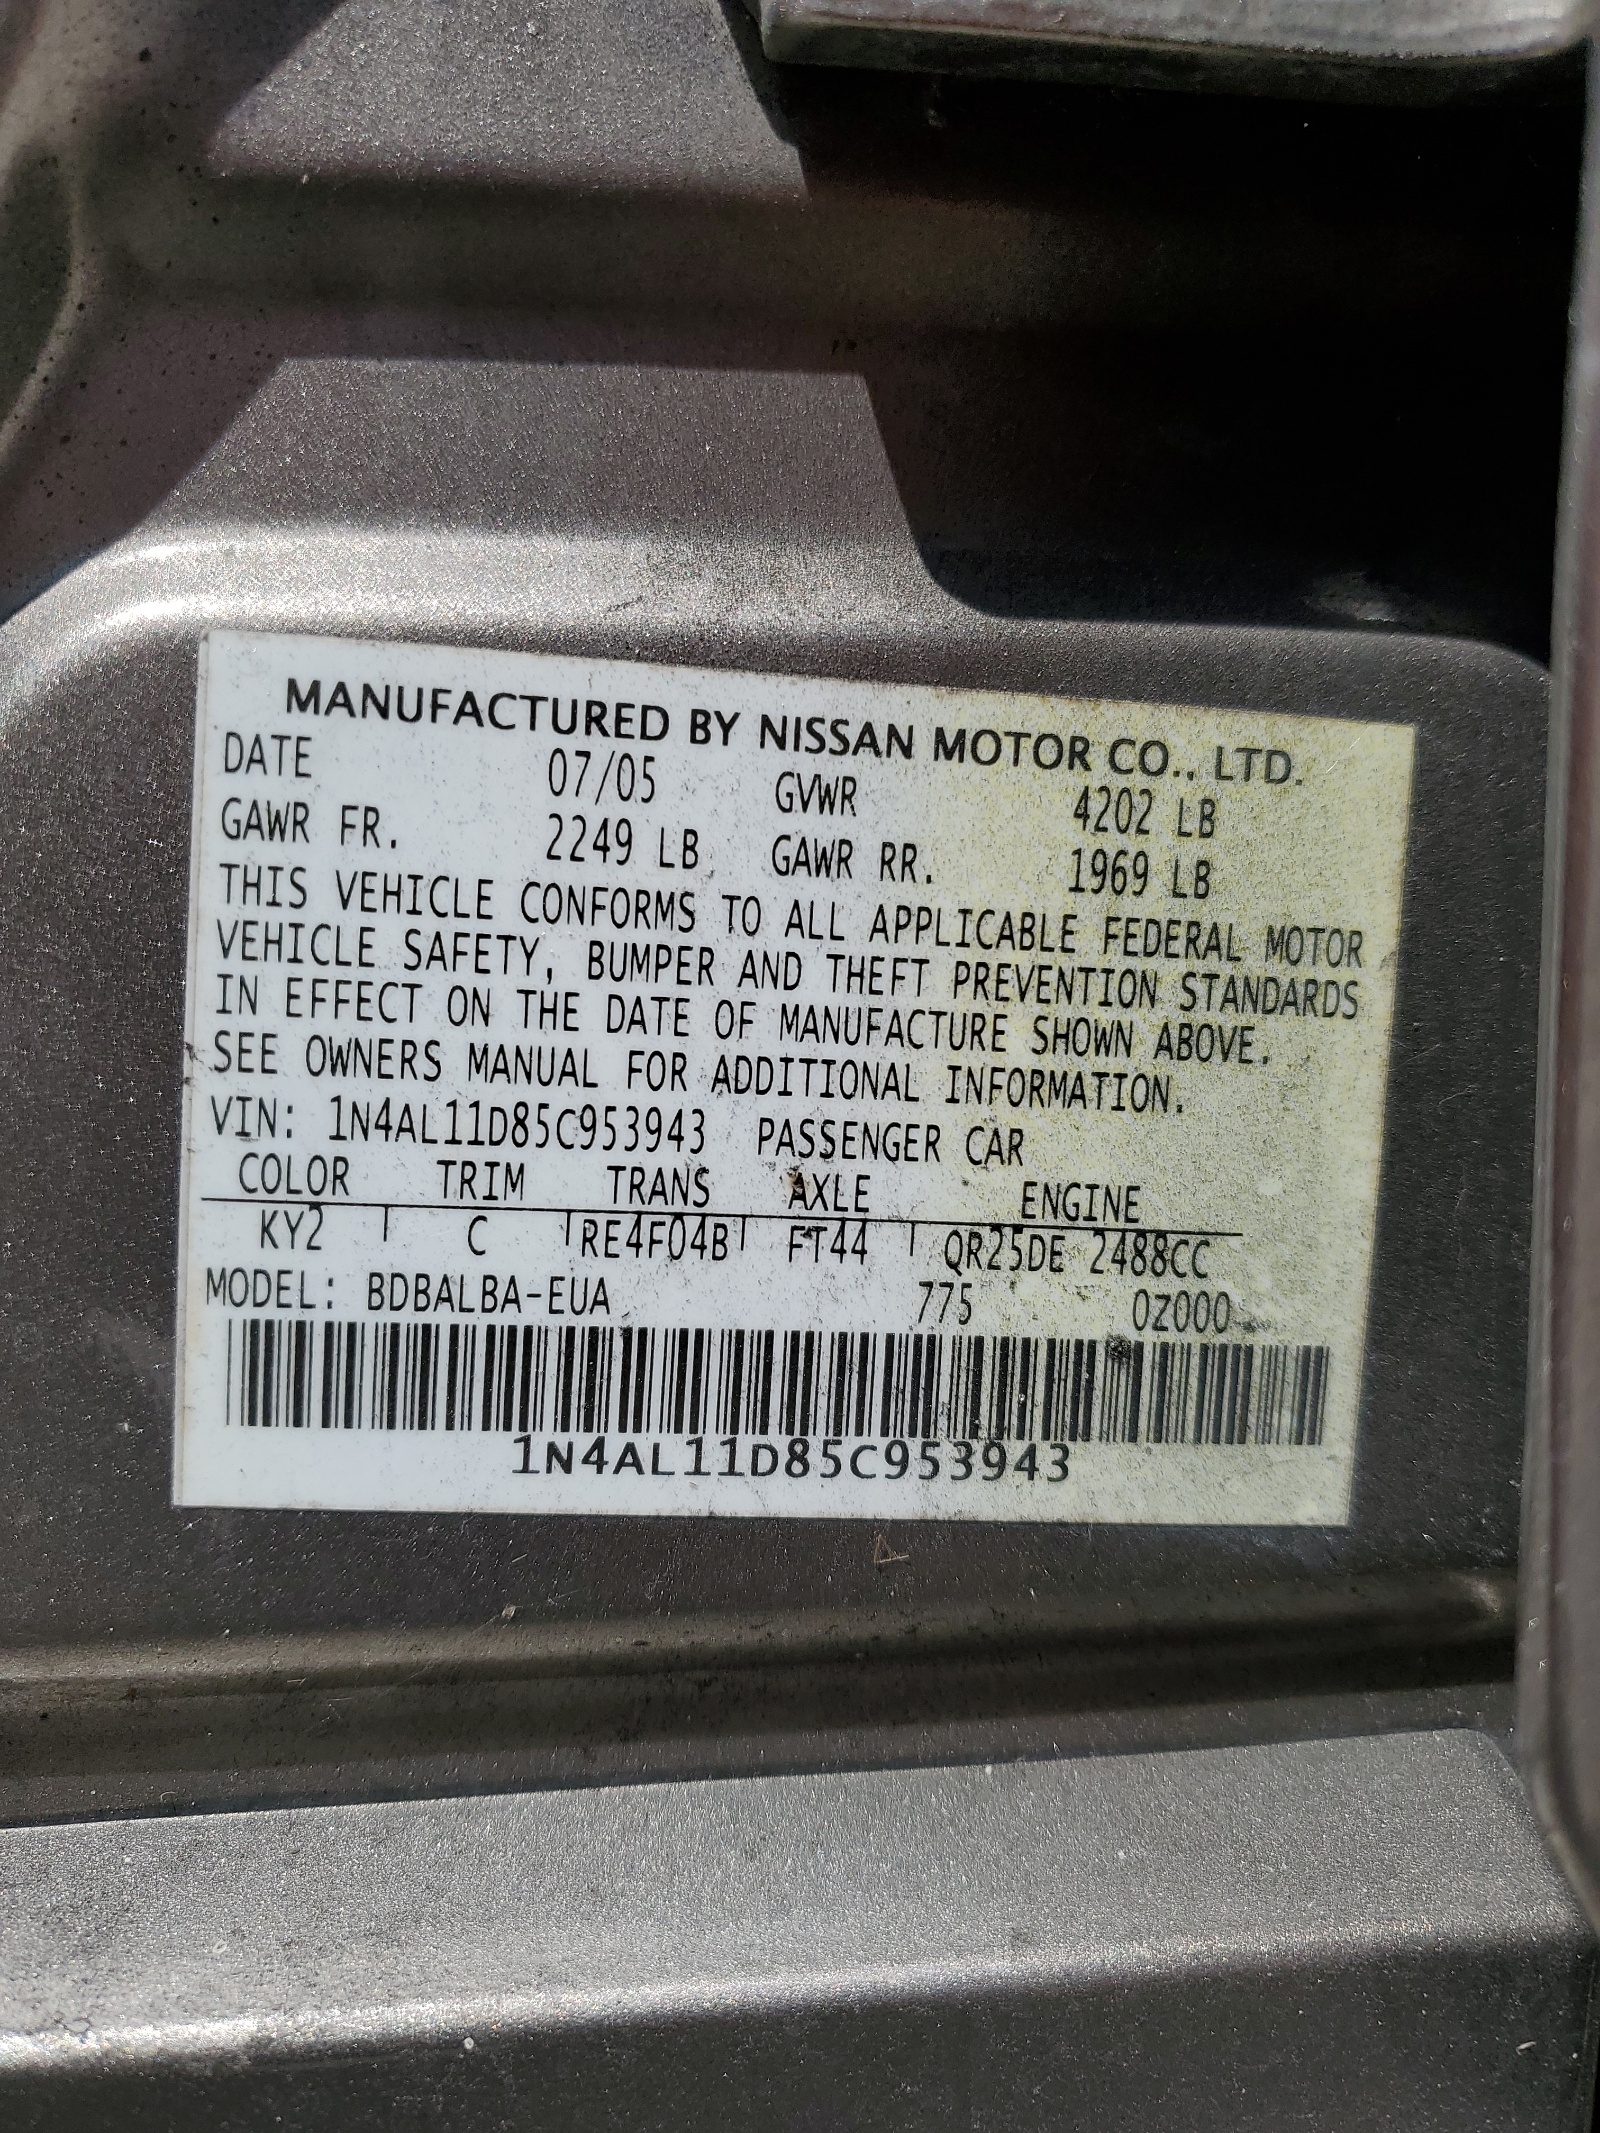 MANUFACTURED BY NISSAN MOTOR CO., LTD.
DATE 07/05 GVWR 4202 LB
GAWR FR. 2249 LB GAWR RR. 1969 LB
THIS VEHICLE CONFORMS TO ALL APPLICABLE FEDERAL MOTOR
VEHICLE SAFETY, BUMPER AND THEFT PREVENTION STANDARDS
IN EFFECT ON THE DATE OF MANUFACTURE SHOWN ABOVE.
SEE OWNERS MANUAL FOR ADDITIONAL INFORMATION.
VIN: 1N4AL11D85C953943 PASSENGER CAR
COLOR TRIM TRANS AXLE ENGINE
KY2 C RE4F04B FT44 QR25DE 2488CC
MODEL: BDBALBA-EUA 775 0Z000
1N4AL11D85C953943